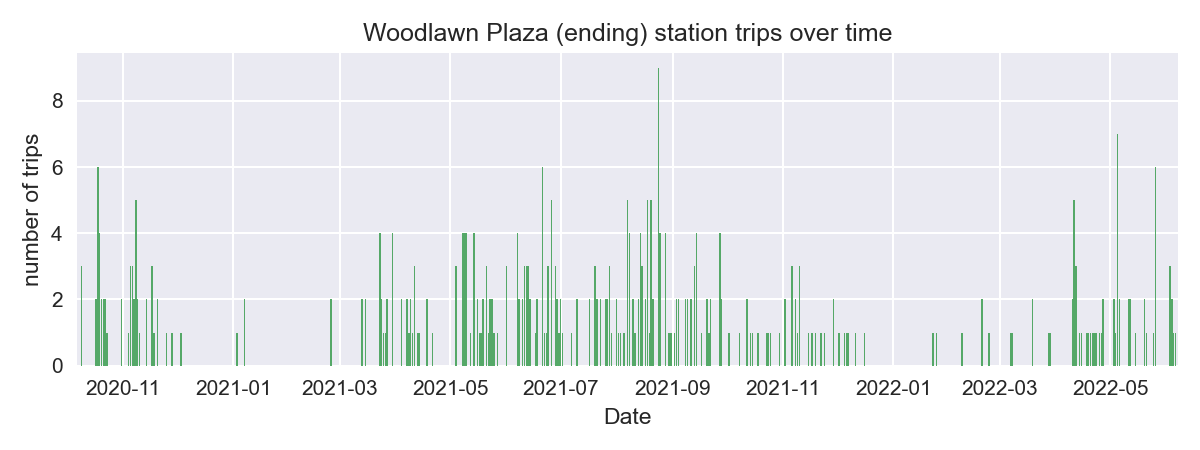 Woodlawn Plaza (ending) station trips over time
number of trips
8
6
4
2
0
2020-11 2021-01 2021-03 2021-05 2021-07 2021-09 2021-11 2022-01 2022-03 2022-05
Date